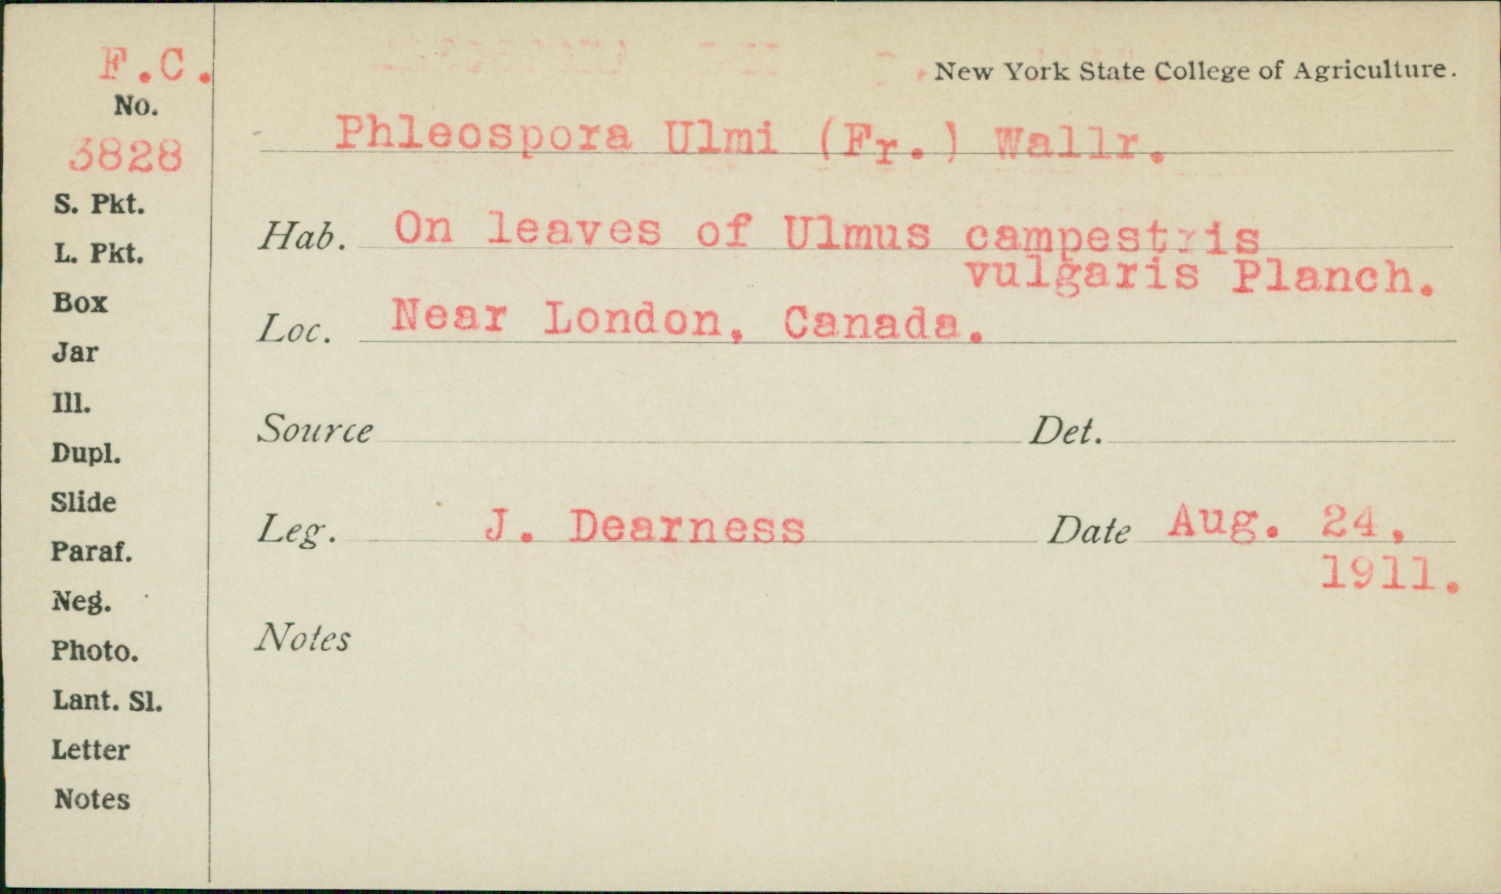 F.C.
No.
3828
S. Pkt.
L. Pkt.
Box
Jar
Ill.
Dupl.
Slide
Paraf.
Neg.
Photo.
Lant. Sl.
Letter
Notes
New York State College of Agriculture.
Phleospora Ulmi (Fr.) Wallr.
Hab. On leaves of Ulmus campestris
vulgaris Planch.
Loc. Near London, Canada.
Source Det.
Leg. J. Dearness Date Aug. 24,
1911.
Notes